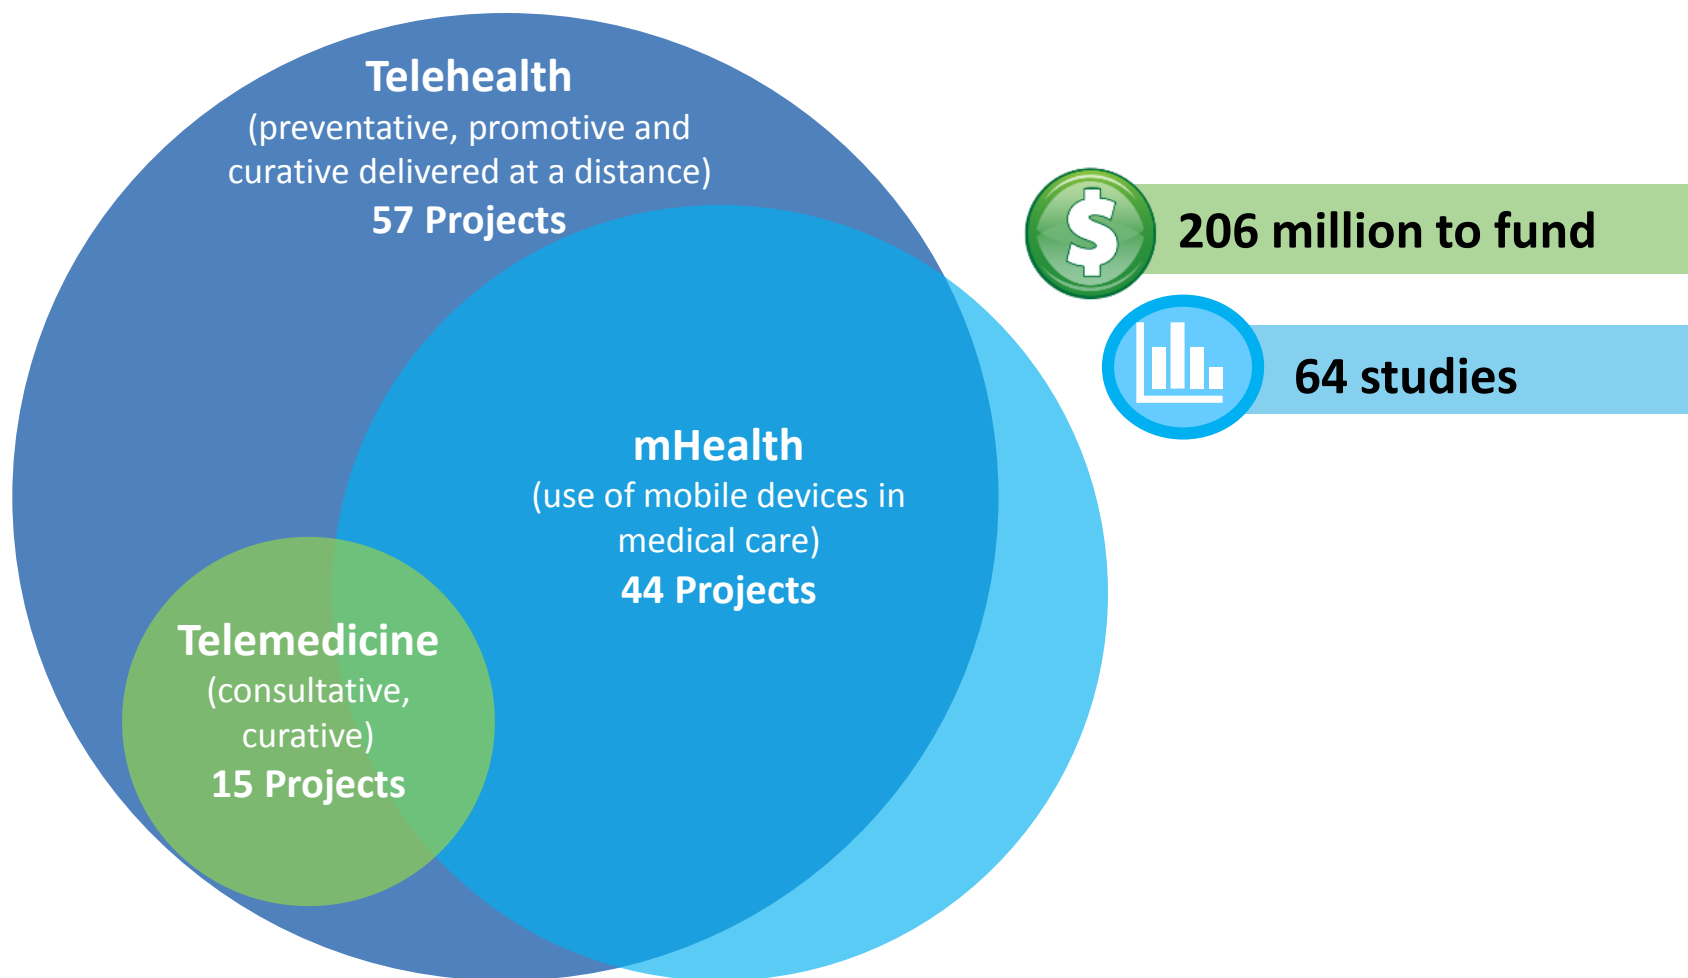 Telehealth
(preventative, promotive and
curative delivered at a distance)
57 Projects
mHealth
(use of mobile devices in
medical care)
44 Projects
Telemedicine
(consultative,
curative)
15 Projects
$ 206 million to fund
64 studies